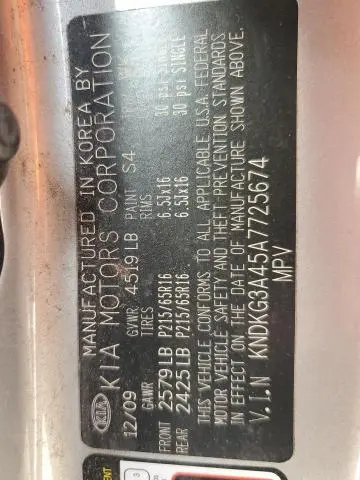 MANUFACTURED IN KOREA BY
KIA KIA MOTORS CORPORATION
12/09 GVWR 4519 LB PAINT S4
GAWR TIRES RIMS
FRONT 2579 LB P215/65R16 6.5Jx16 30 psi SINGLE
REAR 2425 LB P215/65R16 6.5Jx16 30 psi SINGLE
THIS VEHICLE CONFORMS TO ALL APPLICABLE U.S.A. FEDERAL
MOTOR VEHICLE SAFETY AND THEFT PREVENTION STANDARDS
IN EFFECT ON THE DATE OF MANUFACTURE SHOWN ABOVE.
V.I.N KNDKG3A45A7725674
MPV